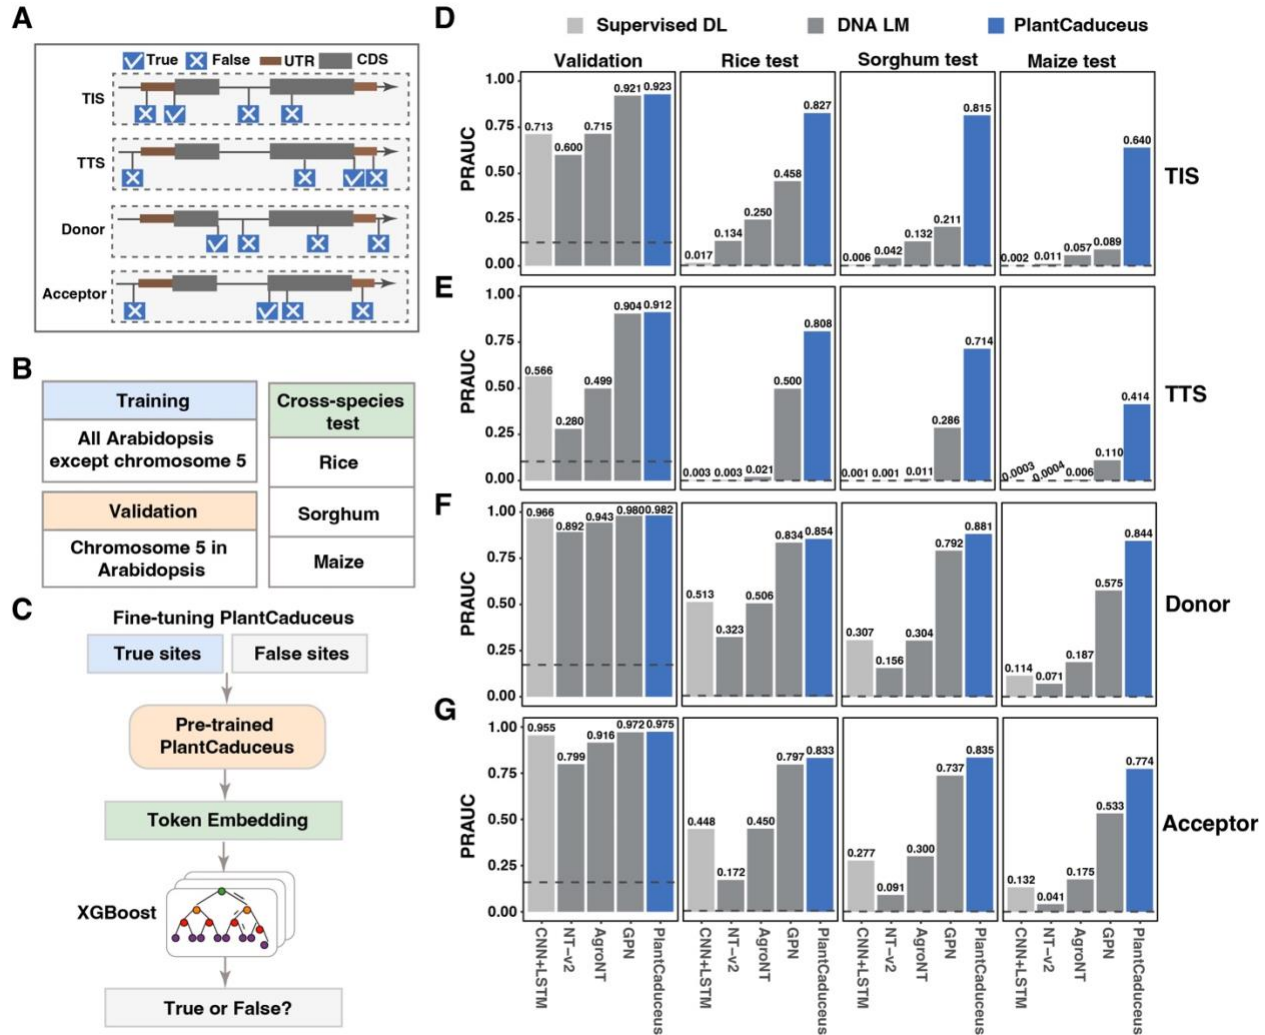 A
True False UTR CDS
TIS
TTS
Donor
Acceptor
B
Training
All Arabidopsis
except chromosome 5
Validation
Chromosome 5 in
Arabidopsis
Cross-species
test
Rice
Sorghum
Maize
C
Fine-tuning PlantCaduceus
True sites False sites
Pre-trained
PlantCaduceus
Token Embedding
XGBoost
True or False?
D
Supervised DL DNA LM PlantCaduceus
Validation Rice test Sorghum test Maize test
PRAUC
1.00
0.75
0.50
0.25
0.00
0.713 0.600 0.715 0.921 0.923
0.017 0.134 0.250 0.458 0.827
0.006 0.042 0.132 0.211 0.815
0.002 0.011 0.057 0.089 0.640
TIS
E
PRAUC
1.00
0.75
0.50
0.25
0.00
0.566 0.280 0.499 0.904 0.912
0.003 0.003 0.021 0.500 0.808
0.001 0.001 0.011 0.286 0.714
0.0003 0.0004 0.006 0.110 0.414
TTS
F
PRAUC
1.00
0.75
0.50
0.25
0.00
0.966 0.892 0.943 0.980 0.982
0.513 0.323 0.506 0.834 0.854
0.307 0.156 0.304 0.792 0.881
0.114 0.071 0.187 0.575 0.844
Donor
G
PRAUC
1.00
0.75
0.50
0.25
0.00
0.955 0.799 0.916 0.972 0.975
0.448 0.172 0.450 0.797 0.833
0.277 0.091 0.300 0.737 0.835
0.132 0.041 0.175 0.533 0.774
Acceptor
CNN+LSTM NT-v2 AgroNT GPN PlantCaduceus
CNN+LSTM NT-v2 AgroNT GPN PlantCaduceus
CNN+LSTM NT-v2 AgroNT GPN PlantCaduceus
CNN+LSTM NT-v2 AgroNT GPN PlantCaduceus